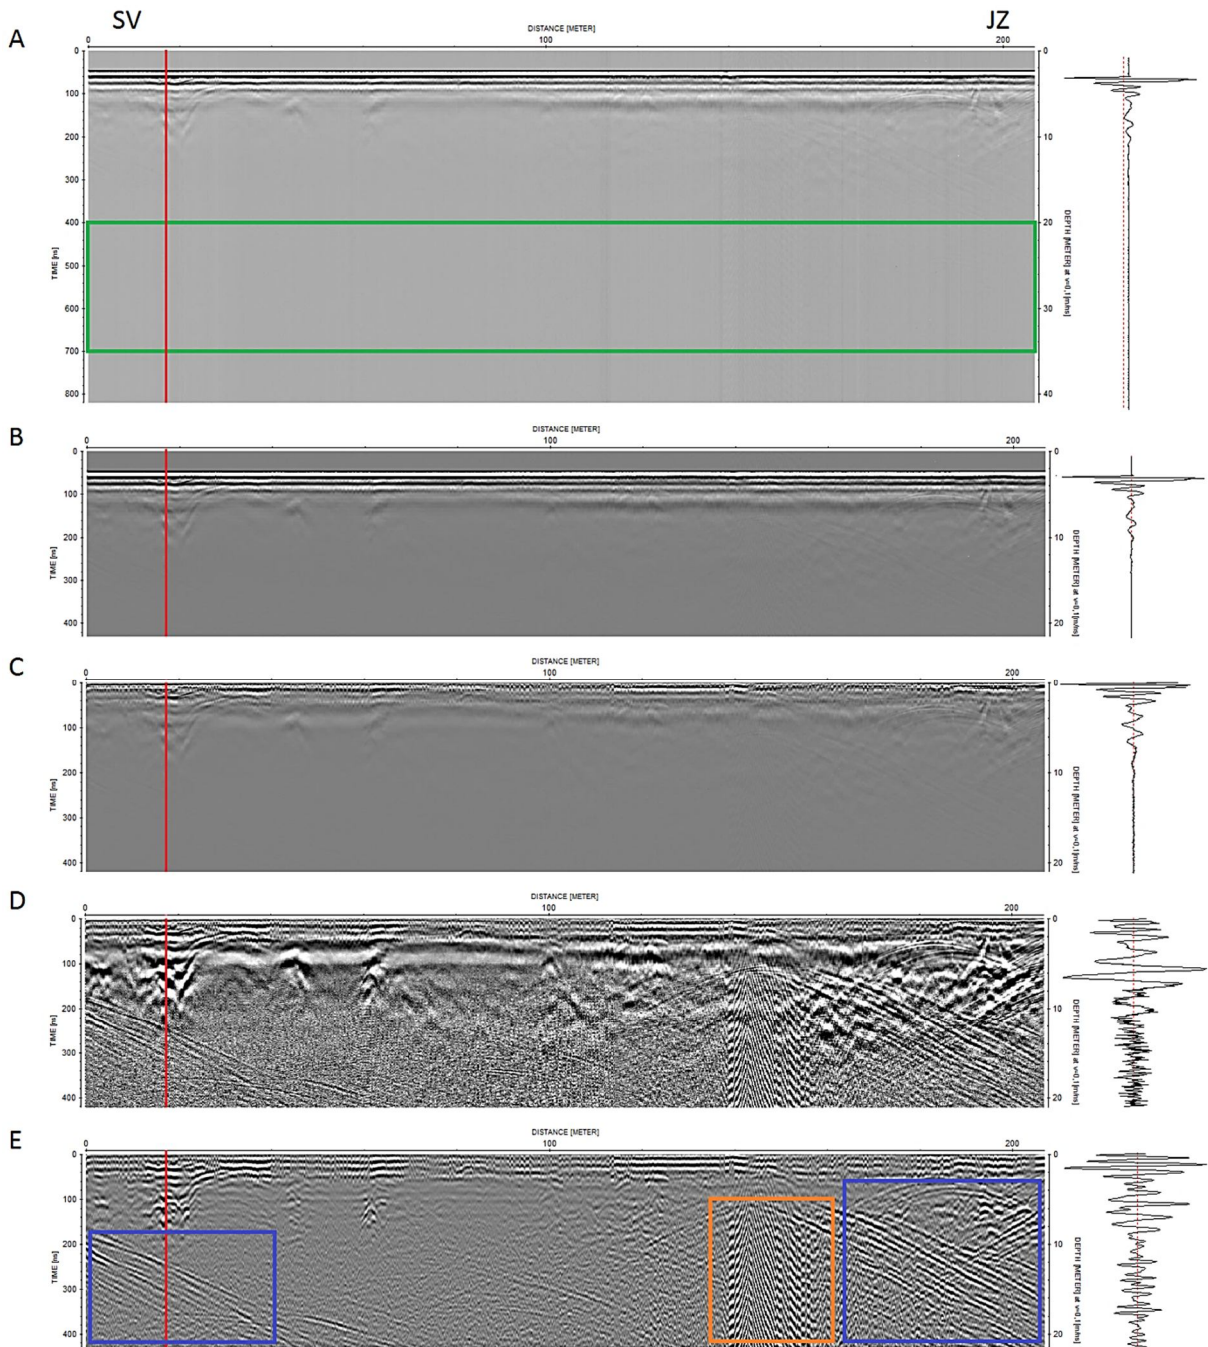 SV
JZ
A
DISTANCE [METER]
0 100 200
0 0
100
200 10
300
400 20
500
600 30
700
800 40
TIME [ns]
DEPTH [METER] at v=0,1[m/ns]
B
DISTANCE [METER]
0 100 200
0 0
100
200 10
300
400 20
TIME [ns]
DEPTH [METER] at v=0,1[m/ns]
C
DISTANCE [METER]
0 100 200
0 0
100
200 10
300
400 20
TIME [ns]
DEPTH [METER] at v=0,1[m/ns]
D
DISTANCE [METER]
0 100 200
0 0
100
200 10
300
400 20
TIME [ns]
DEPTH [METER] at v=0,1[m/ns]
E
DISTANCE [METER]
0 100 200
0 0
100
200 10
300
400 20
TIME [ns]
DEPTH [METER] at v=0,1[m/ns]